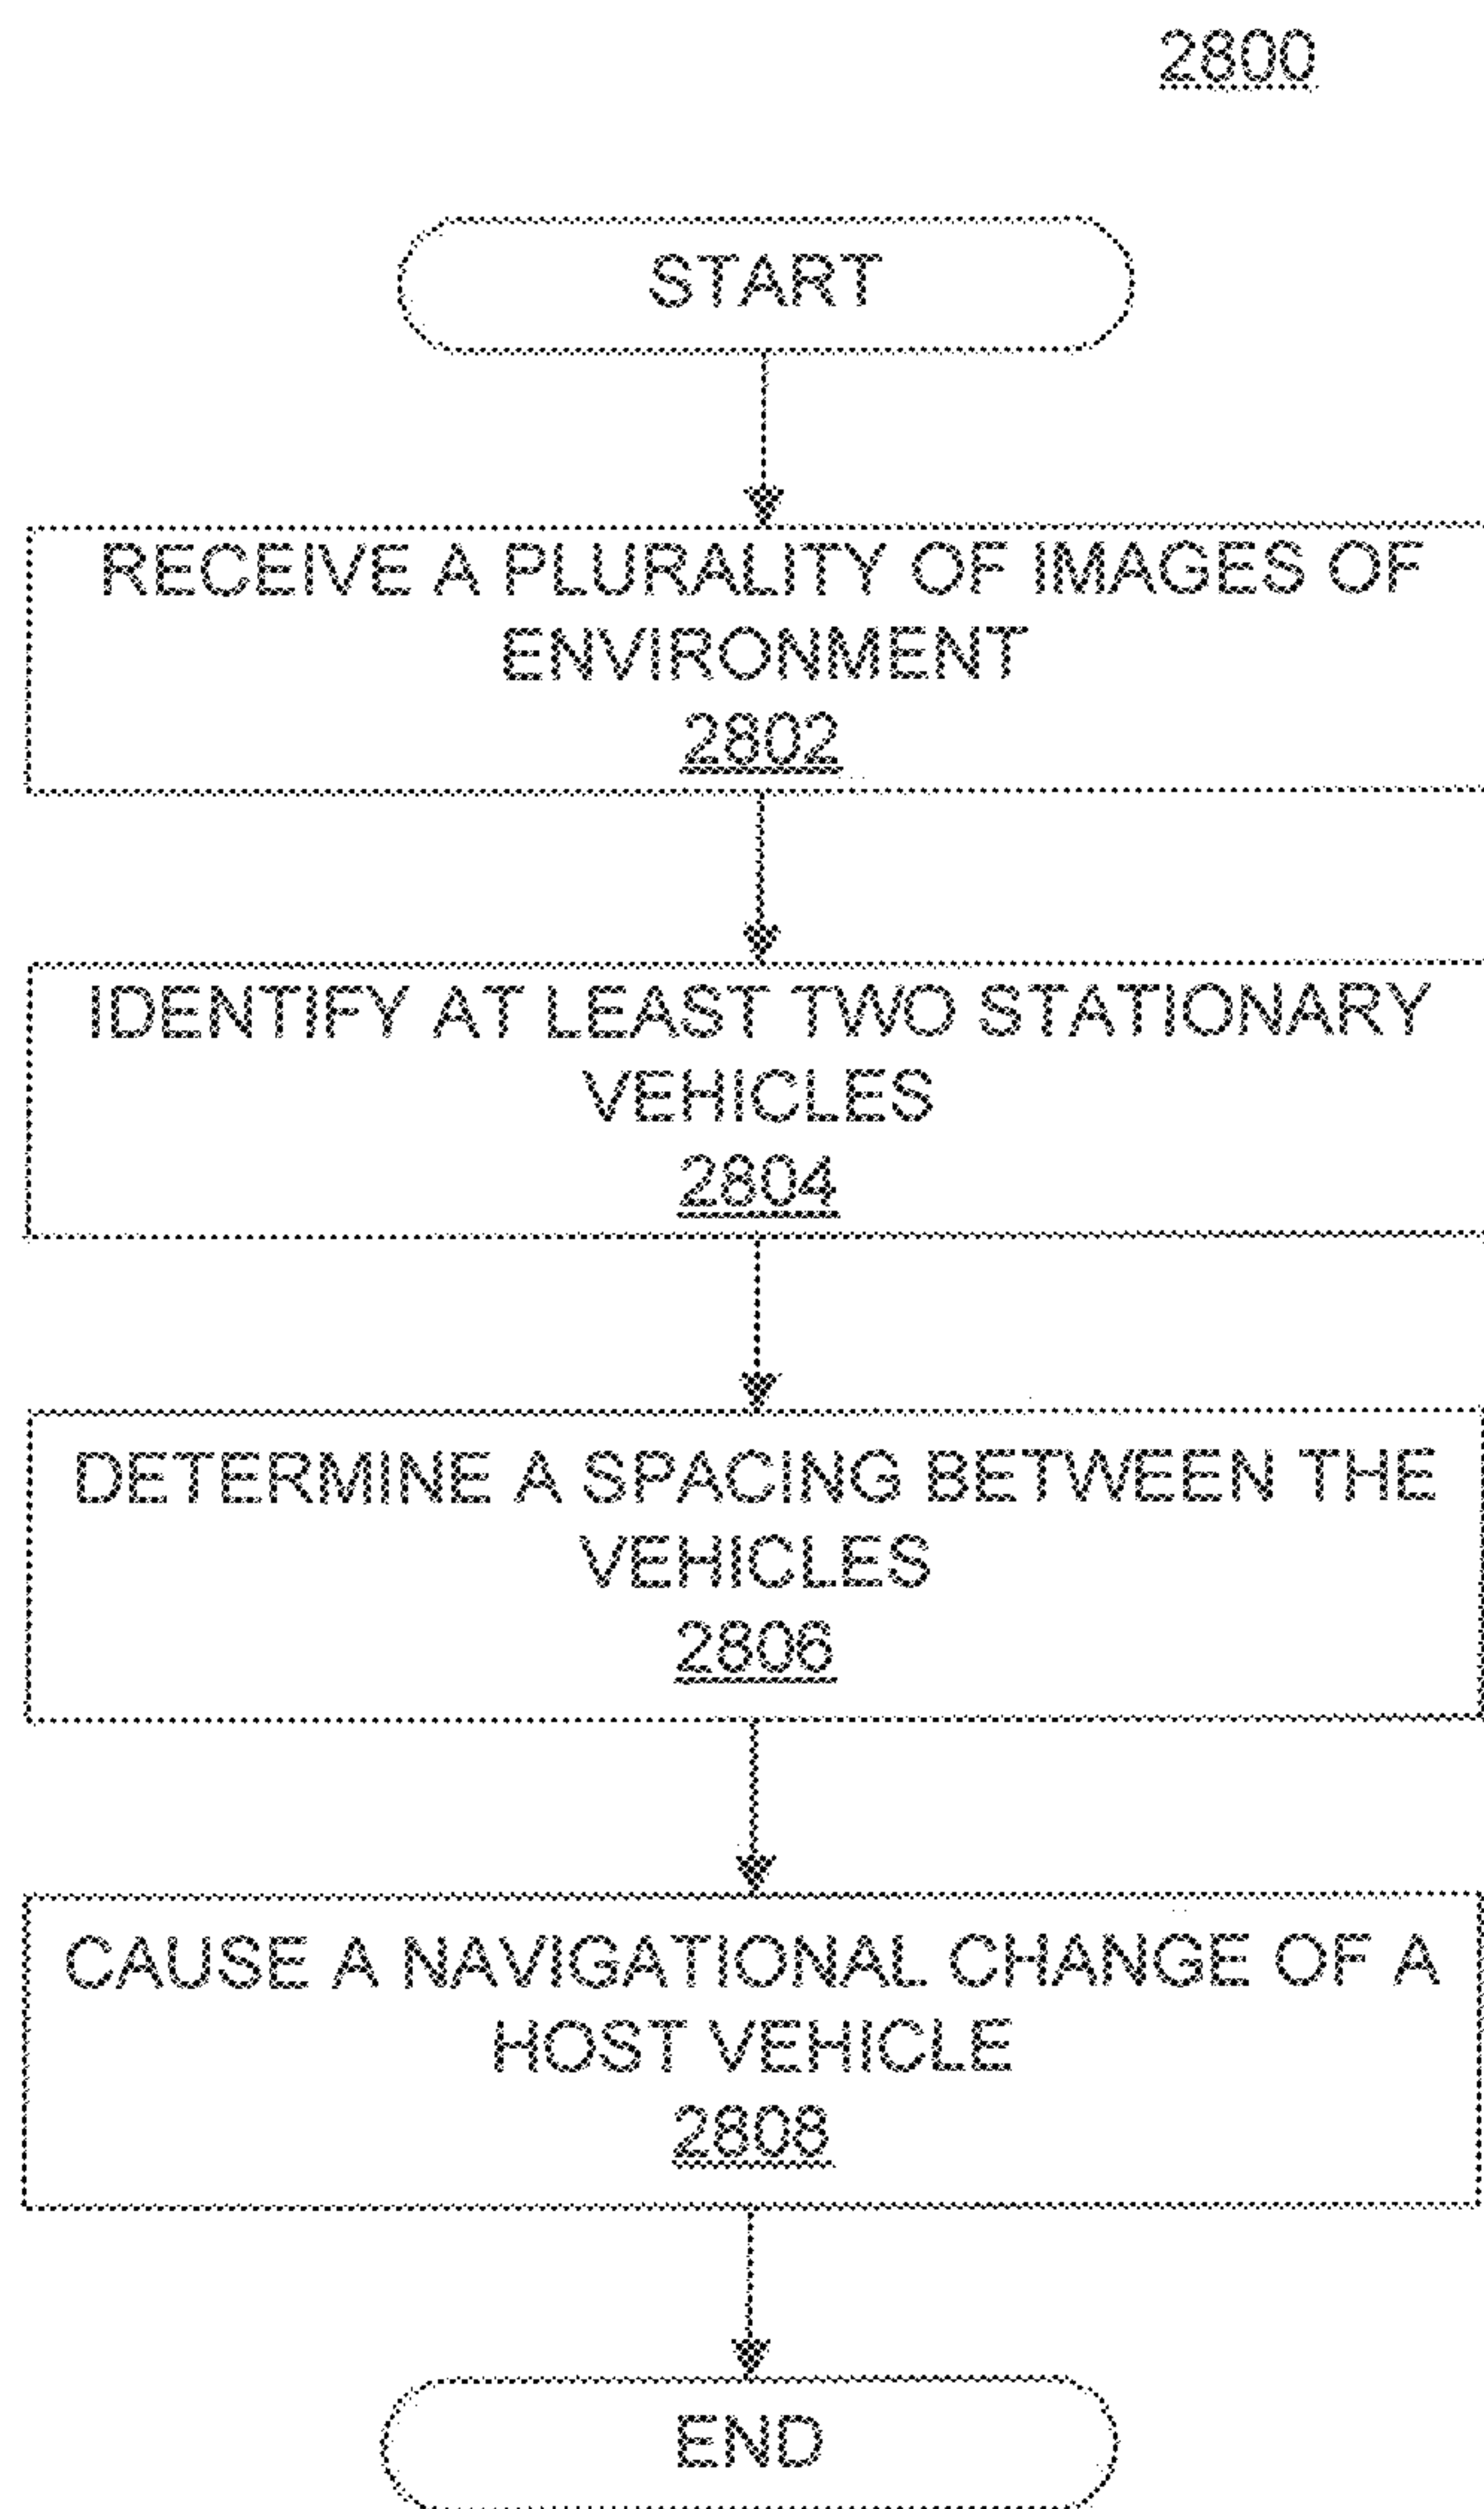 2800
START
RECEIVE A PLURALITY OF IMAGES OF
ENVIRONMENT
2802
IDENTIFY AT LEAST TWO STATIONARY
VEHICLES
2804
DETERMINE A SPACING BETWEEN THE
VEHICLES
2806
CAUSE A NAVIGATIONAL CHANGE OF A
HOST VEHICLE
2808
END